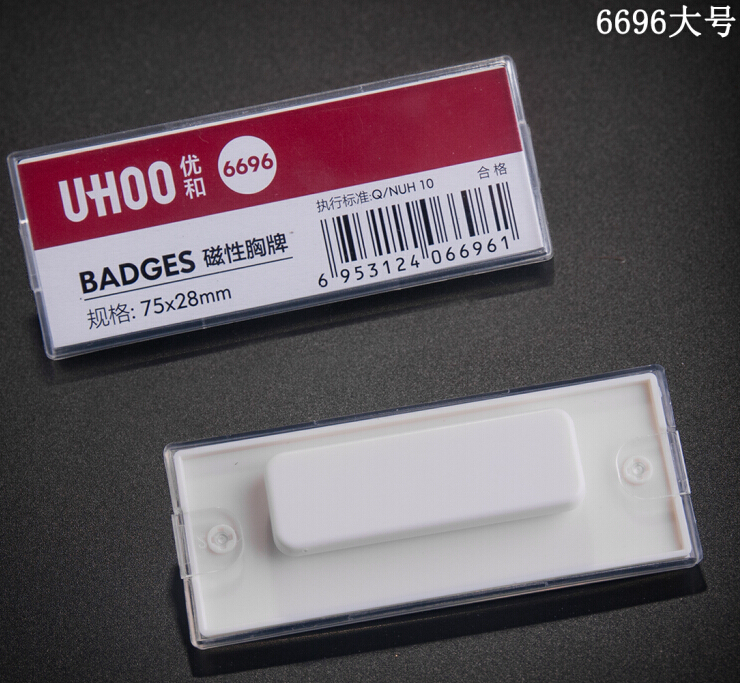 6696大号
UHOO 优和 6696
执行标准:Q/NUH 10 合格
BADGES 磁性胸牌
规格: 75x28mm
6 953124 066961